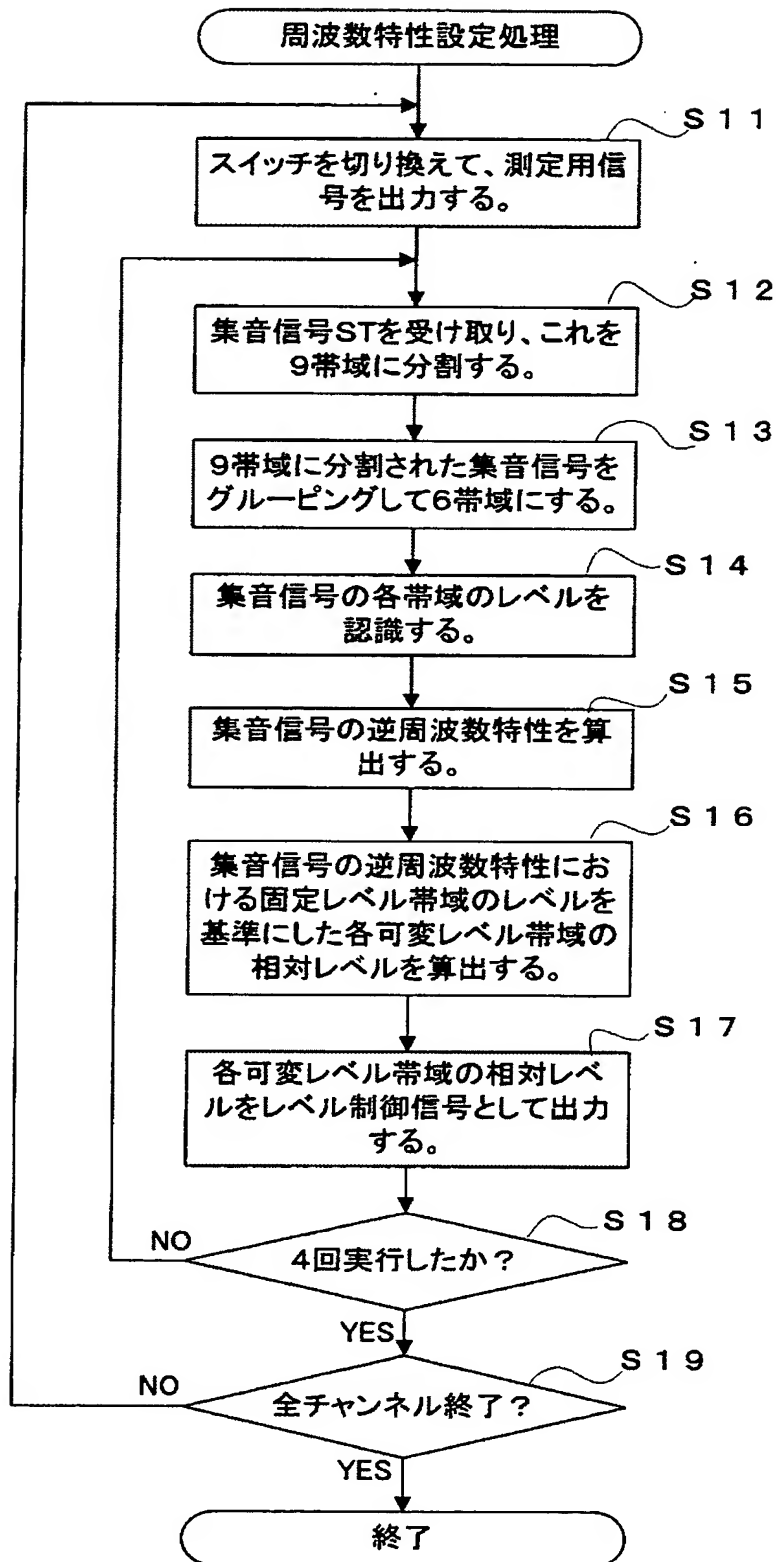 周波数特性設定処理
S11
スイッチを切り換えて、測定用信
号を出力する。
S12
集音信号STを受け取り、これを
9帯域に分割する。
S13
9帯域に分割された集音信号を
グルーピングして6帯域にする。
S14
集音信号の各帯域のレベルを
認識する。
S15
集音信号の逆周波数特性を算
出する。
S16
集音信号の逆周波数特性にお
ける固定レベル帯域のレベルを
基準にした各可変レベル帯域の
相対レベルを算出する。
S17
各可変レベル帯域の相対レベ
ルをレベル制御信号として出力
する。
S18
NO
4回実行したか?
YES
S19
NO
全チャンネル終了?
YES
終了